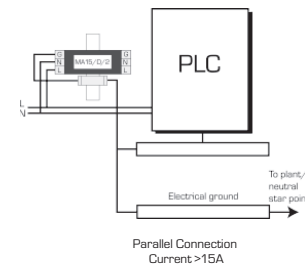 G
N
L
MA15/D/2
G
N
L
PLC
L
N
To plant/
neutral
star point
Electrical ground
Parallel Connection
Current >15A